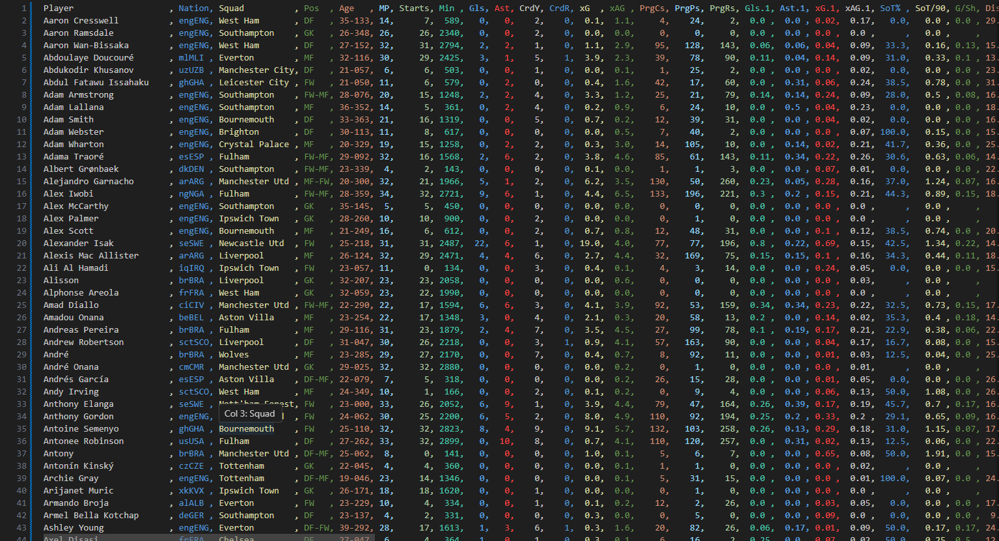 1 Player , Nation, Squad , Pos , Age , MP, Starts, Min , Gls, Ast, CrdY, CrdR, xG , xAG , PrgCs, PrgPs, PrgRs, Gls.1, Ast.1, xG.1, xAG.1, SoT% , SoT/90, G/Sh, Dis
2 Aaron Cresswell , engENG, West Ham , DF , 35-133, 14, 7, 589, 0, 0, 2, 0, 0.1, 1.1, 4, 24, 2, 0.0 , 0.0 , 0.02, 0.17, 0.0, 0.0 , 0.0 , 29.
3 Aaron Ramsdale , engENG, Southampton , GK , 26-348, 26, 26, 2340, 0, 0, 2, 0, 0.0, 0.0, 0, 0, 0, 0.0 , 0.0 , 0.0 , 0.0 , , 0.0 , ,
4 Aaron Wan-Bissaka , engENG, West Ham , DF , 27-152, 32, 31, 2794, 2, 2, 1, 0, 1.1, 2.9, 95, 128, 143, 0.06, 0.06, 0.04, 0.09, 33.3, 0.16, 0.13, 15.
5 Abdoulaye Doucouré , mlMLI , Everton , MF , 32-116, 30, 29, 2425, 3, 1, 5, 1, 3.9, 2.3, 39, 78, 90, 0.11, 0.04, 0.14, 0.09, 31.0, 0.33, 0.1 , 13.
6 Abdukodir Khusanov , uzUZB , Manchester City, DF , 21-057, 6, 6, 503, 0, 0, 1, 0, 0.0, 0.1, 1, 25, 2, 0.0 , 0.0 , 0.0 , 0.02, 0.0, 0.0 , 0.0 , 23.
7 Abdul Fatawu Issahaku , ghGHA , Leicester City , FW , 21-050, 11, 6, 579, 0, 2, 0, 0, 0.4, 1.6, 42, 17, 60, 0.0 , 0.31, 0.06, 0.24, 38.5, 0.78, 0.0 , 31.
8 Adam Armstrong , engENG, Southampton , FW-MF, 28-076, 20, 15, 1248, 2, 2, 4, 0, 3.3, 1.2, 25, 21, 79, 0.14, 0.14, 0.24, 0.09, 28.0, 0.5 , 0.08, 16.
9 Adam Lallana , engENG, Southampton , MF , 36-352, 14, 5, 361, 0, 2, 4, 0, 0.2, 0.9, 6, 24, 10, 0.0 , 0.5 , 0.04, 0.23, 0.0, 0.0 , 0.0 , 18.
10 Adam Smith , engENG, Bournemouth , DF , 33-363, 21, 16, 1319, 0, 0, 5, 0, 0.7, 0.2, 12, 39, 31, 0.0 , 0.0 , 0.04, 0.02, 0.0, 0.0 , 0.0 , 16.
11 Adam Webster , engENG, Brighton , DF , 30-113, 11, 8, 617, 0, 0, 0, 0, 0.0, 0.5, 7, 40, 2, 0.0 , 0.0 , 0.0 , 0.07, 100.0, 0.15, 0.0 , 15.
12 Adam Wharton , engENG, Crystal Palace , MF , 20-329, 19, 15, 1258, 0, 2, 2, 0, 0.3, 3.0, 14, 105, 10, 0.0 , 0.14, 0.02, 0.21, 41.7, 0.36, 0.0 , 25.
13 Adama Traoré , esESP , Fulham , FW-MF, 29-092, 32, 16, 1568, 2, 6, 2, 0, 3.8, 4.6, 85, 61, 143, 0.11, 0.34, 0.22, 0.26, 30.6, 0.63, 0.06, 14.
14 Albert Grønbaek , dkDEN , Southampton , FW-MF, 23-339, 4, 2, 143, 0, 0, 0, 0, 0.1, 0.0, 1, 1, 3, 0.0 , 0.0 , 0.07, 0.01, 0.0, 0.0 , 0.0 , 22.
15 Alejandro Garnacho , arARG , Manchester Utd , MF-FW, 20-300, 32, 21, 1966, 5, 1, 2, 0, 6.2, 3.5, 130, 50, 260, 0.23, 0.05, 0.28, 0.16, 37.0, 1.24, 0.07, 16.
16 Alex Iwobi , ngNGA , Fulham , FW-MF, 28-359, 34, 32, 2721, 9, 6, 1, 0, 4.4, 6.5, 133, 196, 221, 0.3 , 0.2 , 0.15, 0.21, 44.3, 0.89, 0.15, 18.
17 Alex McCarthy , engENG, Southampton , GK , 35-145, 5, 5, 450, 0, 0, 0, 0, 0.0, 0.0, 0, 0, 0, 0.0 , 0.0 , 0.0 , 0.0 , , 0.0 , ,
18 Alex Palmer , engENG, Ipswich Town , GK , 28-260, 10, 10, 900, 0, 0, 2, 0, 0.0, 0.0, 0, 1, 0, 0.0 , 0.0 , 0.0 , 0.0 , , 0.0 , ,
19 Alex Scott , engENG, Bournemouth , MF , 21-249, 16, 6, 612, 0, 0, 2, 0, 0.7, 0.8, 12, 48, 31, 0.0 , 0.0 , 0.1 , 0.12, 38.5, 0.74, 0.0 , 20.
20 Alexander Isak , seSWE , Newcastle Utd , FW , 25-218, 31, 31, 2487, 22, 6, 1, 0, 19.0, 4.0, 77, 77, 196, 0.8 , 0.22, 0.69, 0.15, 42.5, 1.34, 0.22, 14.
21 Alexis Mac Allister , arARG , Liverpool , MF , 26-124, 32, 29, 2471, 4, 4, 6, 0, 2.7, 4.4, 32, 169, 75, 0.15, 0.15, 0.1 , 0.16, 34.3, 0.44, 0.11, 18.
22 Ali Al Hamadi , iqIRQ , Ipswich Town , FW , 23-057, 11, 0, 134, 0, 0, 3, 0, 0.4, 0.1, 4, 3, 14, 0.0 , 0.0 , 0.24, 0.05, 0.0, 0.0 , 0.0 , 15.
23 Alisson , brBRA , Liverpool , GK , 32-207, 23, 23, 2058, 0, 0, 0, 0, 0.0, 0.6, 0, 0, 0, 0.0 , 0.0 , 0.0 , 0.03, , 0.0 , ,
24 Alphonse Areola , frFRA , West Ham , GK , 32-059, 23, 22, 1990, 0, 0, 0, 0, 0.0, 0.0, 0, 0, 0, 0.0 , 0.0 , 0.0 , 0.0 , , 0.0 , ,
25 Amad Diallo , ciCIV , Manchester Utd , FW-MF, 22-290, 22, 17, 1594, 6, 6, 3, 0, 4.1, 3.9, 92, 53, 159, 0.34, 0.34, 0.23, 0.22, 32.5, 0.73, 0.15, 17.
26 Amadou Onana , beBEL , Aston Villa , MF , 23-254, 22, 17, 1348, 3, 0, 4, 0, 2.1, 0.3, 20, 58, 13, 0.2 , 0.0 , 0.14, 0.02, 35.3, 0.4 , 0.18, 14.
27 Andreas Pereira , brBRA , Fulham , MF , 29-116, 31, 23, 1879, 2, 4, 7, 0, 3.5, 4.5, 27, 99, 78, 0.1 , 0.19, 0.17, 0.21, 22.9, 0.38, 0.06, 22.
28 Andrew Robertson , sctSCO, Liverpool , DF , 31-047, 30, 26, 2218, 0, 0, 3, 1, 0.9, 4.1, 57, 163, 90, 0.0 , 0.0 , 0.04, 0.17, 16.7, 0.08, 0.0 , 15.
29 André , brBRA , Wolves , MF , 23-285, 29, 27, 2170, 0, 0, 7, 0, 0.4, 0.7, 8, 92, 11, 0.0 , 0.0 , 0.01, 0.03, 12.5, 0.04, 0.0 , 25.
30 André Onana , cmCMR , Manchester Utd , GK , 29-025, 32, 32, 2880, 0, 0, 1, 0, 0.0, 0.2, 0, 1, 0, 0.0 , 0.0 , 0.0 , 0.01, , 0.0 , ,
31 Andrés García , esESP , Aston Villa , DF-MF, 22-079, 7, 5, 318, 0, 0, 0, 0, 0.0, 0.2, 26, 15, 28, 0.0 , 0.0 , 0.01, 0.05, 0.0, 0.0 , 0.0 , 26.
32 Andy Irving , sctSCO, West Ham , MF , 24-349, 10, 1, 166, 0, 0, 2, 0, 0.1, 0.2, 0, 9, 4, 0.0 , 0.0 , 0.06, 0.13, 50.0, 1.08, 0.0 , 26.
33 Anthony Elanga , seSWE , Forest, FW , 23-000, 33, 26, 2052, 6, 9, 1, 0, 3.9, 4.4, 79, 47, 164, 0.26, 0.39, 0.17, 0.19, 45.7, 0.7 , 0.17, 16.
Col 3: Squad
34 Anthony Gordon , engENG, , FW , 24-062, 30, 25, 2200, 6, 5, 2, 0, 8.0, 4.9, 110, 92, 194, 0.25, 0.2 , 0.33, 0.2 , 29.1, 0.65, 0.09, 16.
35 Antoine Semenyo , ghGHA , Bournemouth , FW , 25-110, 32, 32, 2823, 8, 4, 9, 0, 9.1, 5.7, 132, 103, 258, 0.26, 0.13, 0.29, 0.18, 31.0, 1.15, 0.07, 17.
36 Antonee Robinson , usUSA , Fulham , DF , 27-262, 33, 32, 2899, 0, 10, 8, 0, 0.7, 4.1, 110, 120, 257, 0.0 , 0.31, 0.02, 0.13, 12.5, 0.06, 0.0 , 22.
37 Antony , brBRA , Manchester Utd , DF-MF, 25-065, 8, 0, 141, 0, 0, 0, 0, 1.0, 0.1, 5, 6, 7, 0.0 , 0.0 , 0.65, 0.08, 50.0, 1.91, 0.0 , 15.
38 Antonín Kinský , czCZE , Tottenham , GK , 22-045, 4, 4, 360, 0, 0, 0, 0, 0.0, 0.1, 1, 1, 0, 0.0 , 0.0 , 0.0 , 0.02, , 0.0 , ,
39 Archie Gray , engENG, Tottenham , DF-MF, 19-046, 23, 14, 1346, 0, 0, 2, 0, 0.0, 0.1, 5, 31, 15, 0.0 , 0.0 , 0.0 , 0.01, 100.0, 0.07, 0.0 , 24.
40 Arijanet Muric , xkKVX , Ipswich Town , GK , 26-171, 18, 18, 1620, 0, 0, 1, 0, 0.0, 0.0, 0, 1, 0, 0.0 , 0.0 , 0.0 , 0.0 , , 0.0 , ,
41 Armando Broja , alALB , Everton , FW , 23-229, 10, 4, 334, 0, 0, 1, 0, 0.1, 0.2, 12, 2, 26, 0.0 , 0.0 , 0.03, 0.05, 0.0, 0.0 , 0.0 , 17.
42 Armel Bella Kotchap , deGER , Southampton , DF , 23-137, 4, 2, 331, 0, 0, 0, 0, 0.3, 0.0, 0, 5, 0, 0.0 , 0.0 , 0.09, 0.0 , 0.0, 0.0 , 0.0 , 9.
43 Ashley Young , engENG, Everton , DF-FW, 39-292, 28, 17, 1613, 1, 3, 6, 1, 0.3, 1.6, 20, 82, 26, 0.06, 0.17, 0.01, 0.09, 50.0, 0.17, 0.17, 24.
44 Axel Disasi , frFRA , Chelsea , DF , 27-047, 6, 4, 364, 1, 0, 1, 0, 0.3, 0.1, 6, 16, 2, 0.25, 0.0 , 0.07, 0.02, 50.0, 0.25, 0.5 , 12.